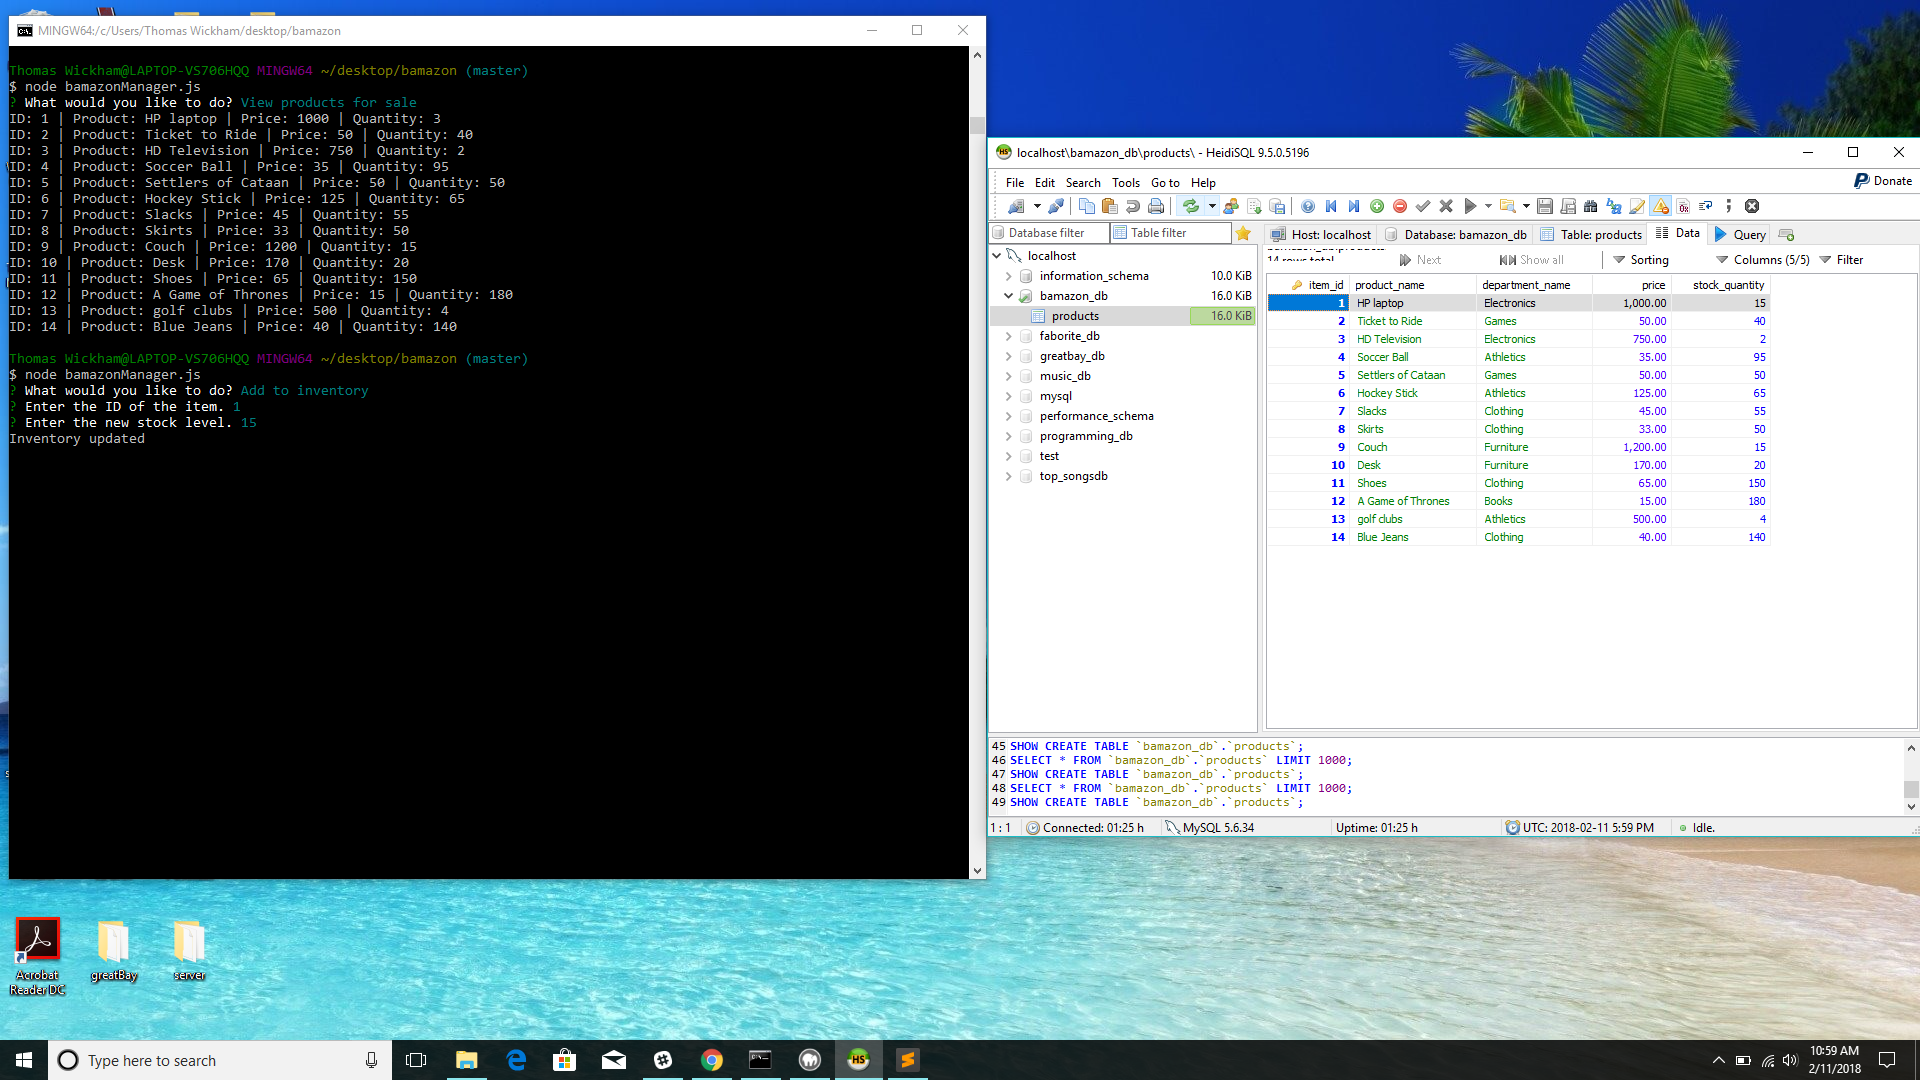 MINGW64:/c/Users/Thomas Wickham/desktop/bamazon
Thomas Wickham@LAPTOP-VS706HQQ MINGW64 ~/desktop/bamazon (master)
$ node bamazonManager.js
? What would you like to do? View products for sale
ID: 1 | Product: HP laptop | Price: 1000 | Quantity: 3
ID: 2 | Product: Ticket to Ride | Price: 50 | Quantity: 40
ID: 3 | Product: HD Television | Price: 750 | Quantity: 2
ID: 4 | Product: Soccer Ball | Price: 35 | Quantity: 95
ID: 5 | Product: Settlers of Cataan | Price: 50 | Quantity: 50
ID: 6 | Product: Hockey Stick | Price: 125 | Quantity: 65
ID: 7 | Product: Slacks | Price: 45 | Quantity: 55
ID: 8 | Product: Skirts | Price: 33 | Quantity: 50
ID: 9 | Product: Couch | Price: 1200 | Quantity: 15
ID: 10 | Product: Desk | Price: 170 | Quantity: 20
ID: 11 | Product: Shoes | Price: 65 | Quantity: 150
ID: 12 | Product: A Game of Thrones | Price: 15 | Quantity: 180
ID: 13 | Product: golf clubs | Price: 500 | Quantity: 4
ID: 14 | Product: Blue Jeans | Price: 40 | Quantity: 140
Thomas Wickham@LAPTOP-VS706HQQ MINGW64 ~/desktop/bamazon (master)
$ node bamazonManager.js
? What would you like to do? Add to inventory
? Enter the ID of the item. 1
? Enter the new stock level. 15
Inventory updated
localhost\bamazon_db\products\ - HeidiSQL 9.5.0.5196
File Edit Search Tools Go to Help
Donate
Database filter Table filter
Host: localhost Database: bamazon_db Table: products Data Query
14 rows total Next Show all Sorting Columns (5/5) Filter
localhost
information_schema 10.0 KiB
bamazon_db 16.0 KiB
products 16.0 KiB
faborite_db
greatbay_db
music_db
mysql
performance_schema
programming_db
test
top_songsdb
item_id product_name department_name price stock_quantity
1 HP laptop Electronics 1,000.00 15
2 Ticket to Ride Games 50.00 40
3 HD Television Electronics 750.00 2
4 Soccer Ball Athletics 35.00 95
5 Settlers of Cataan Games 50.00 50
6 Hockey Stick Athletics 125.00 65
7 Slacks Clothing 45.00 55
8 Skirts Clothing 33.00 50
9 Couch Furniture 1,200.00 15
10 Desk Furniture 170.00 20
11 Shoes Clothing 65.00 150
12 A Game of Thrones Books 15.00 180
13 golf clubs Athletics 500.00 4
14 Blue Jeans Clothing 40.00 140
45 SHOW CREATE TABLE `bamazon_db`.`products`;
46 SELECT * FROM `bamazon_db`.`products` LIMIT 1000;
47 SHOW CREATE TABLE `bamazon_db`.`products`;
48 SELECT * FROM `bamazon_db`.`products` LIMIT 1000;
49 SHOW CREATE TABLE `bamazon_db`.`products`;
1 : 1 Connected: 01:25 h MySQL 5.6.34 Uptime: 01:25 h UTC: 2018-02-11 5:59 PM Idle.
Acrobat Reader DC
greatBay
server
Type here to search
HS
10:59 AM
2/11/2018